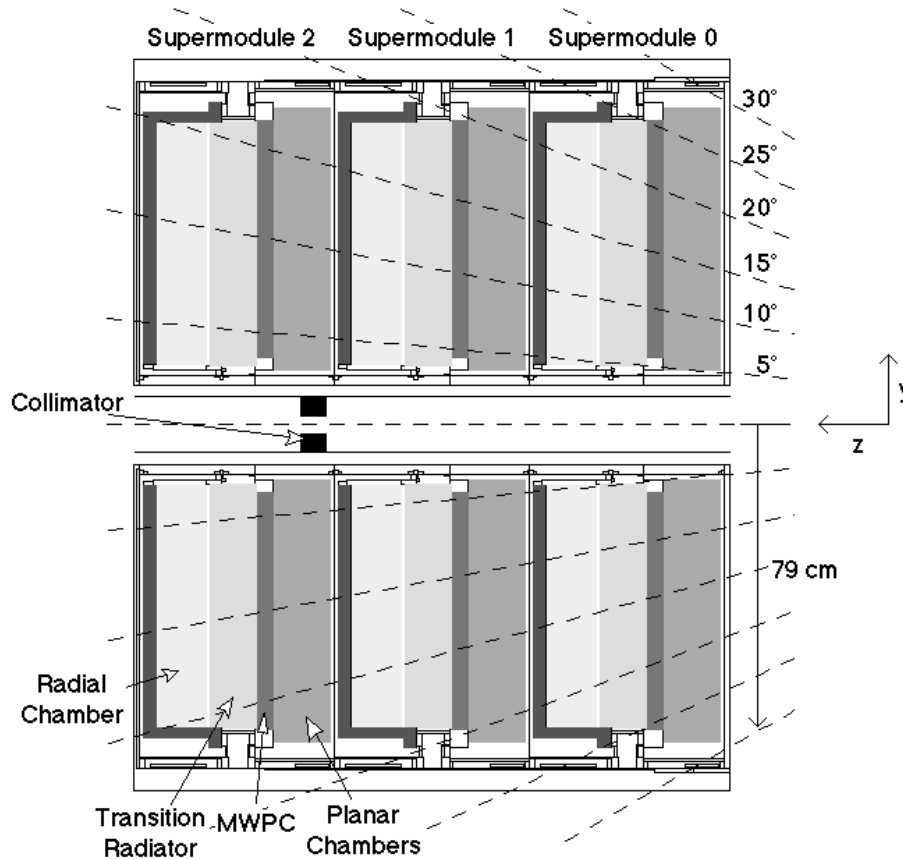 Supermodule 2
Supermodule 1
Supermodule 0
30°
25°
20°
15°
10°
5°
Collimator
y
z
79 cm
Radial
Chamber
Transition
Radiator
MWPC
Planar
Chambers